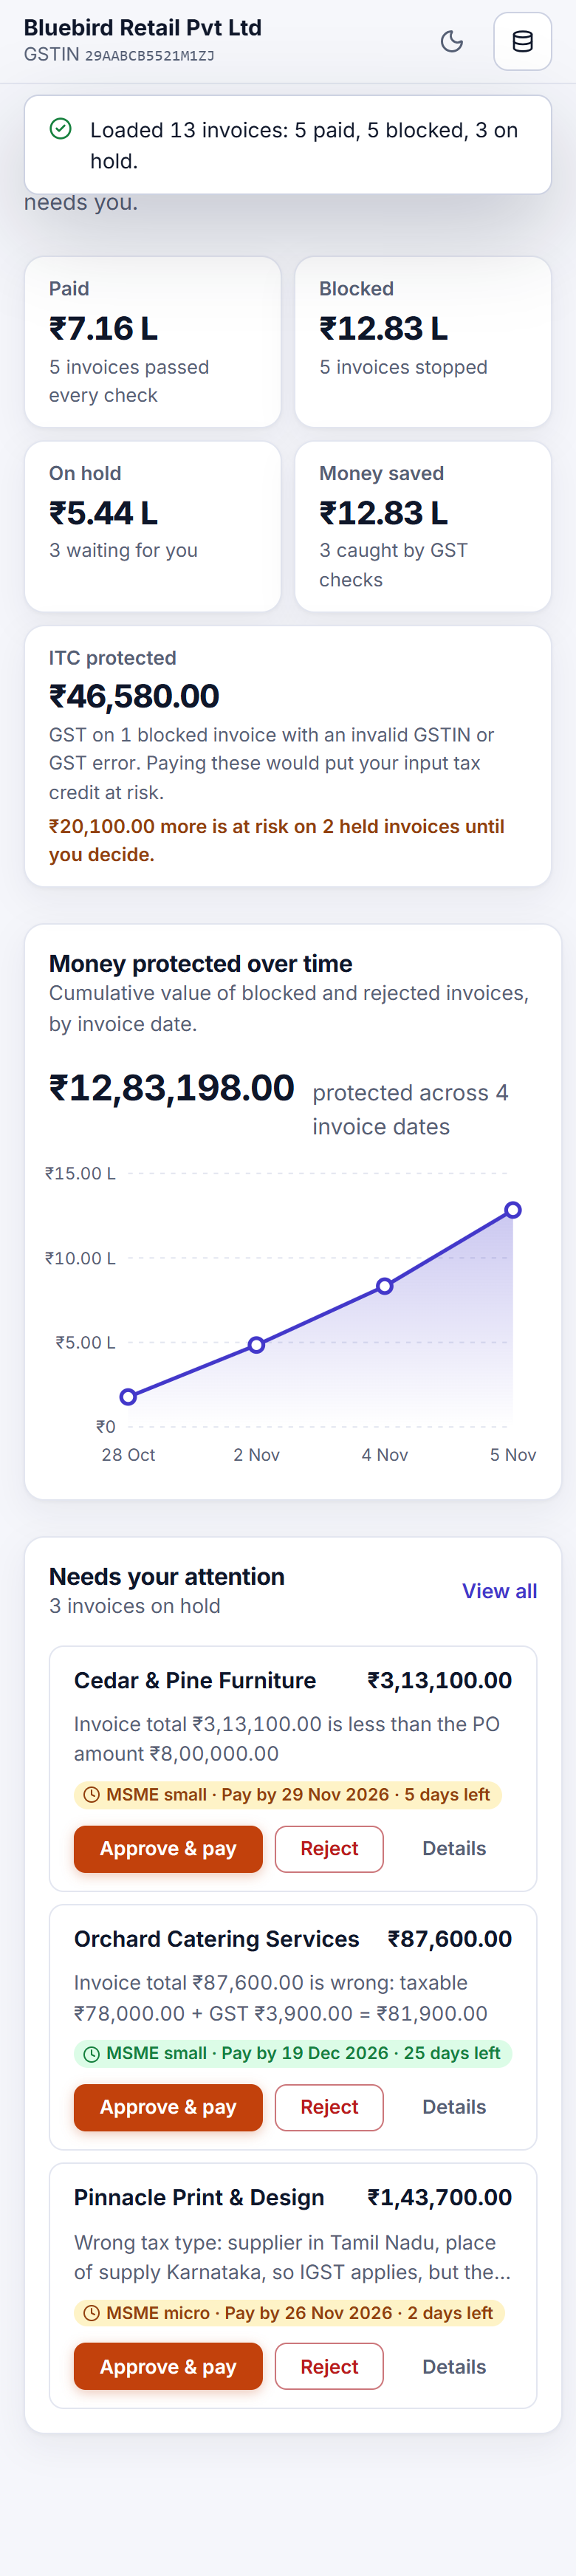 Bluebird Retail Pvt Ltd
GSTIN 29AABCB5521M1ZJ
Loaded 13 invoices: 5 paid, 5 blocked, 3 on
hold.
needs you.
Paid
₹7.16 L
5 invoices passed
every check
Blocked
₹12.83 L
5 invoices stopped
On hold
₹5.44 L
3 waiting for you
Money saved
₹12.83 L
3 caught by GST
checks
ITC protected
₹46,580.00
GST on 1 blocked invoice with an invalid GSTIN or
GST error. Paying these would put your input tax
credit at risk.
₹20,100.00 more is at risk on 2 held invoices until
you decide.
Money protected over time
Cumulative value of blocked and rejected invoices,
by invoice date.
₹12,83,198.00 protected across 4
invoice dates
₹15.00 L
₹10.00 L
₹5.00 L
₹0
28 Oct 2 Nov 4 Nov 5 Nov
Needs your attention
3 invoices on hold
View all
Cedar & Pine Furniture ₹3,13,100.00
Invoice total ₹3,13,100.00 is less than the PO
amount ₹8,00,000.00
MSME small · Pay by 29 Nov 2026 · 5 days left
Approve & pay Reject Details
Orchard Catering Services ₹87,600.00
Invoice total ₹87,600.00 is wrong: taxable
₹78,000.00 + GST ₹3,900.00 = ₹81,900.00
MSME small · Pay by 19 Dec 2026 · 25 days left
Approve & pay Reject Details
Pinnacle Print & Design ₹1,43,700.00
Wrong tax type: supplier in Tamil Nadu, place
of supply Karnataka, so IGST applies, but the...
MSME micro · Pay by 26 Nov 2026 · 2 days left
Approve & pay Reject Details